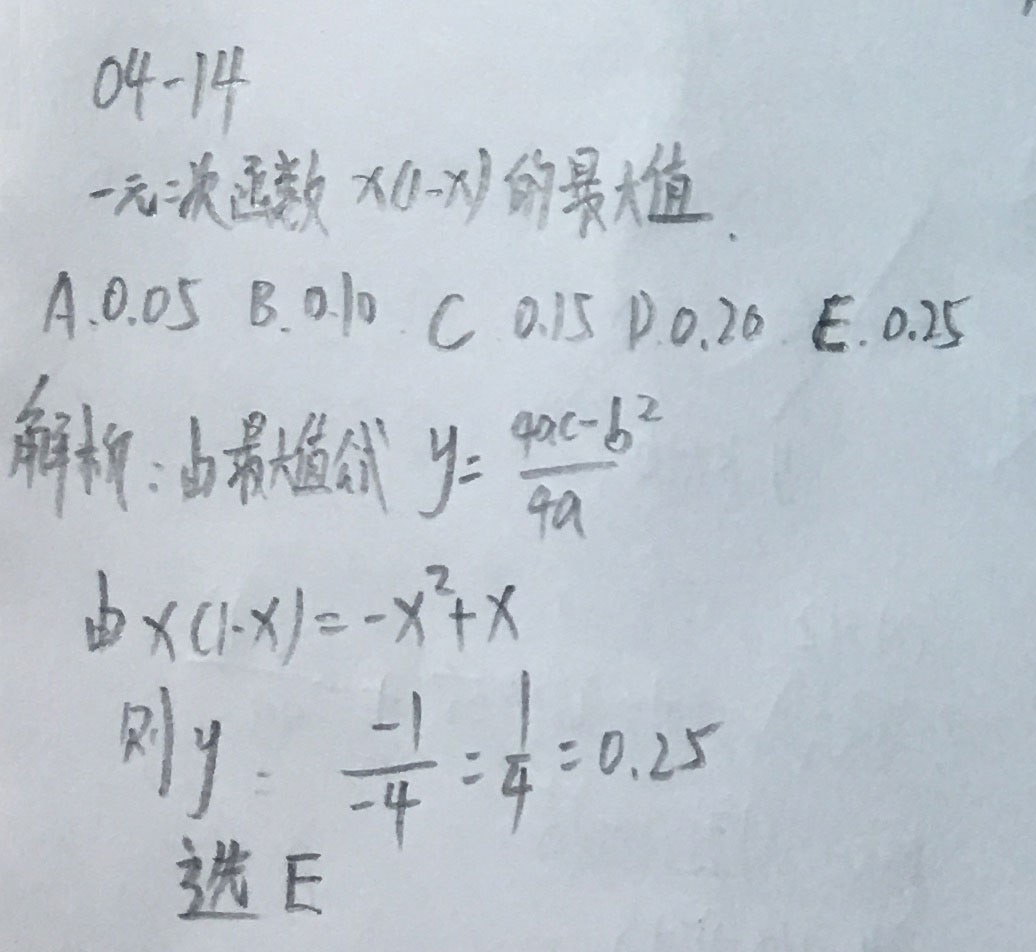 04-14
一元二次函数 x(1-x) 的最大值.
A.0.05 B.0.10 C 0.15 D.0.20 E.0.25
解析：由最大值公式 y=\frac{4ac-b^2}{4a}
由 x(1-x)=-x^2+x
则 y=\frac{-1}{-4}=\frac{1}{4}=0.25
选 E